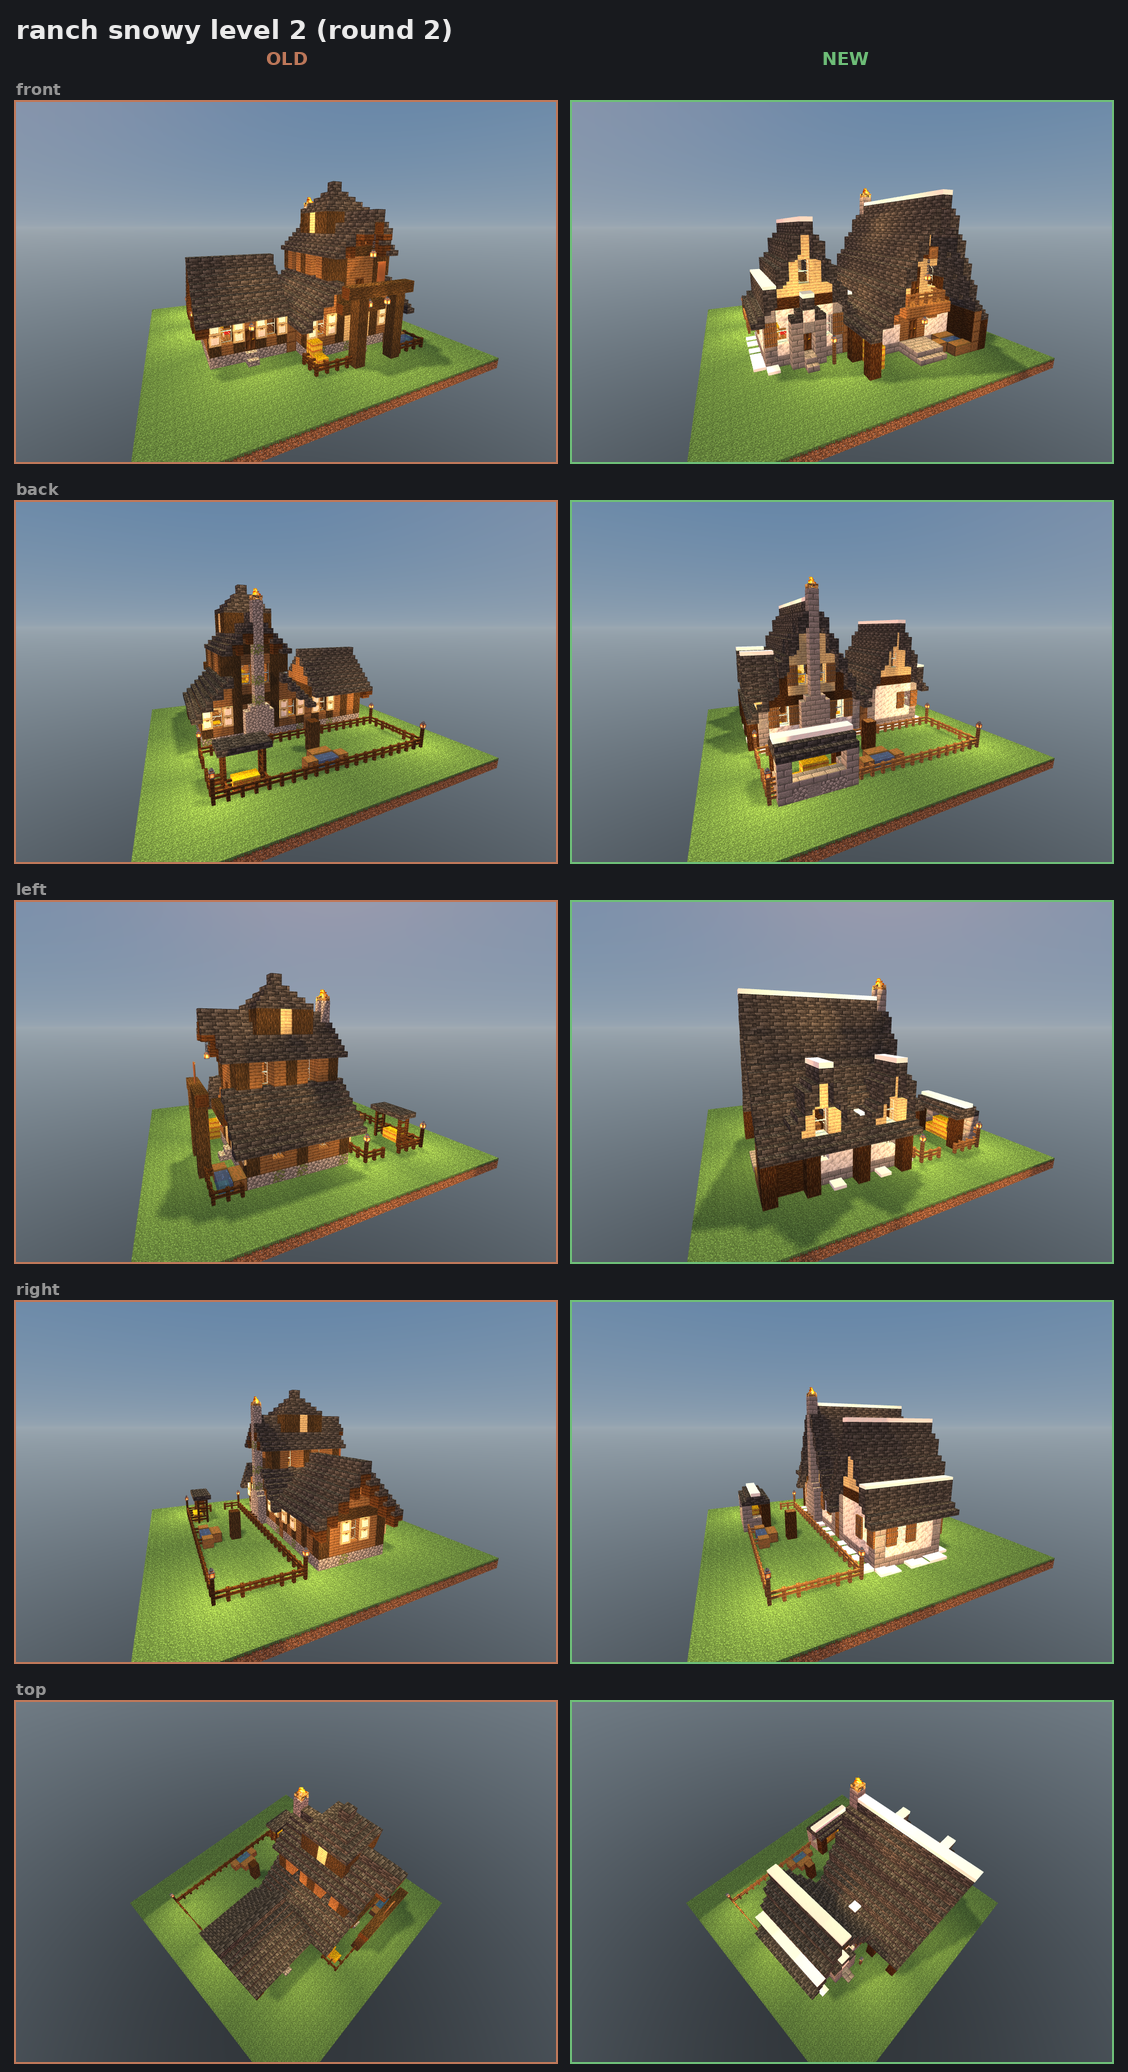 ranch snowy level 2 (round 2)
OLD
NEW
front
back
left
right
top